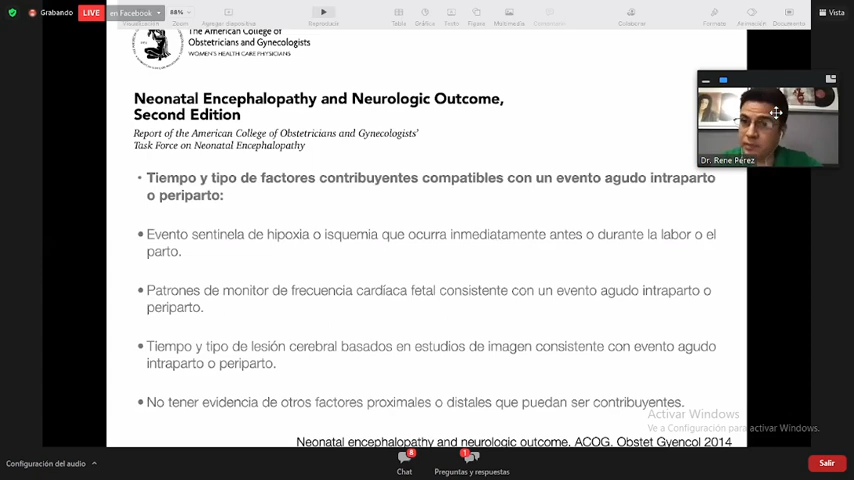 Grabando
LIVE
en Facebook
88%
Vista
Visualización
Zoom
Agregar diapositiva
Reproducir
Tabla
Gráfica
Texto
Figura
Multimedia
Comentario
Colaborar
Formato
Animación
Documento
The American College of
Obstetricians and Gynecologists
WOMEN'S HEALTH CARE PHYSICIANS
Neonatal Encephalopathy and Neurologic Outcome,
Second Edition
Report of the American College of Obstetricians and Gynecologists'
Task Force on Neonatal Encephalopathy
Dr. Rene Pérez
• Tiempo y tipo de factores contribuyentes compatibles con un evento agudo intraparto
o periparto:
• Evento sentinela de hipoxia o isquemia que ocurra inmediatamente antes o durante la labor o el
parto.
• Patrones de monitor de frecuencia cardíaca fetal consistente con un evento agudo intraparto o
periparto.
• Tiempo y tipo de lesión cerebral basados en estudios de imagen consistente con evento agudo
intraparto o periparto.
• No tener evidencia de otros factores proximales o distales que puedan ser contribuyentes.
Activar Windows
Ve a Configuración para activar Windows.
Neonatal encephalopathy and neurologic outcome, ACOG. Obstet Gyencol 2014
Configuración del audio
8
Chat
1
Preguntas y respuestas
Salir